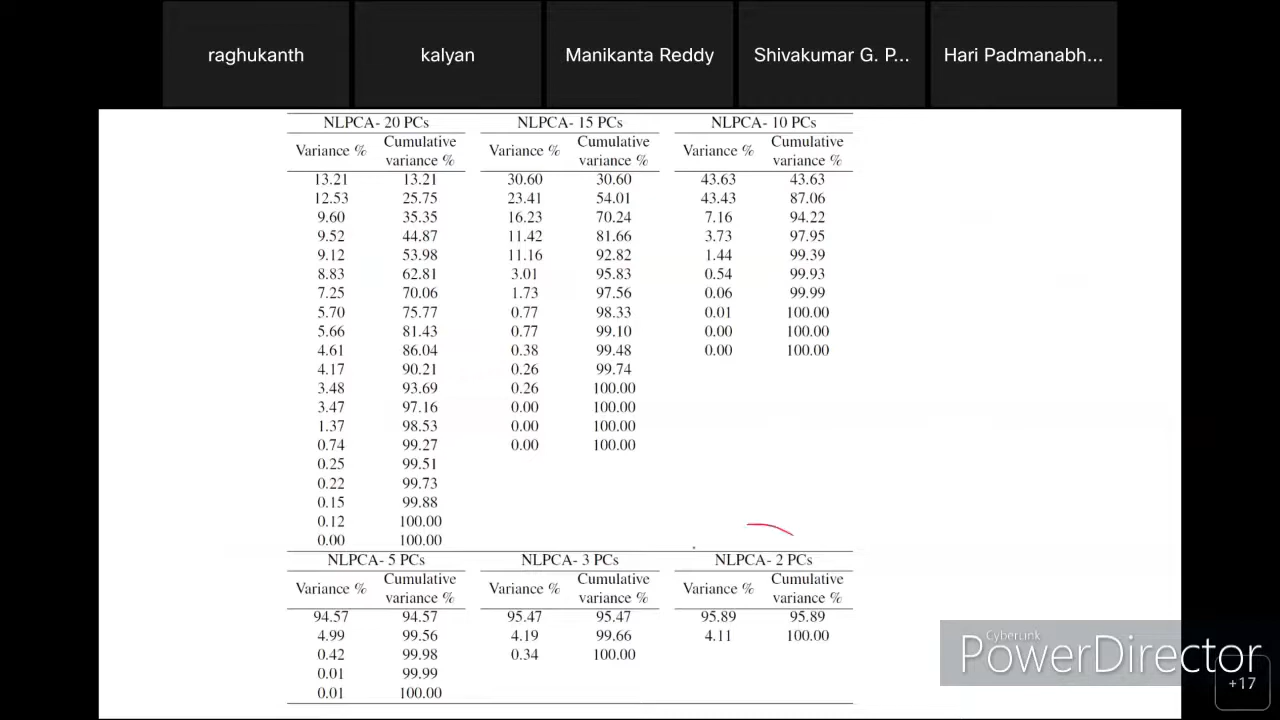 raghukanth kalyan Manikanta Reddy Shivakumar G. P... Hari Padmanabh...
NLPCA- 20 PCs NLPCA- 15 PCs NLPCA- 10 PCs
Variance % Cumulative variance % Variance % Cumulative variance % Variance % Cumulative variance %
13.21 13.21 30.60 30.60 43.63 43.63
12.53 25.75 23.41 54.01 43.43 87.06
9.60 35.35 16.23 70.24 7.16 94.22
9.52 44.87 11.42 81.66 3.73 97.95
9.12 53.98 11.16 92.82 1.44 99.39
8.83 62.81 3.01 95.83 0.54 99.93
7.25 70.06 1.73 97.56 0.06 99.99
5.70 75.77 0.77 98.33 0.01 100.00
5.66 81.43 0.77 99.10 0.00 100.00
4.61 86.04 0.38 99.48 0.00 100.00
4.17 90.21 0.26 99.74
3.48 93.69 0.26 100.00
3.47 97.16 0.00 100.00
1.37 98.53 0.00 100.00
0.74 99.27 0.00 100.00
0.25 99.51
0.22 99.73
0.15 99.88
0.12 100.00
0.00 100.00
NLPCA- 5 PCs NLPCA- 3 PCs NLPCA- 2 PCs
Variance % Cumulative variance % Variance % Cumulative variance % Variance % Cumulative variance %
94.57 94.57 95.47 95.47 95.89 95.89
4.99 99.56 4.19 99.66 4.11 100.00
0.42 99.98 0.34 100.00
0.01 99.99
0.01 100.00
CyberLink
PowerDirector
+17